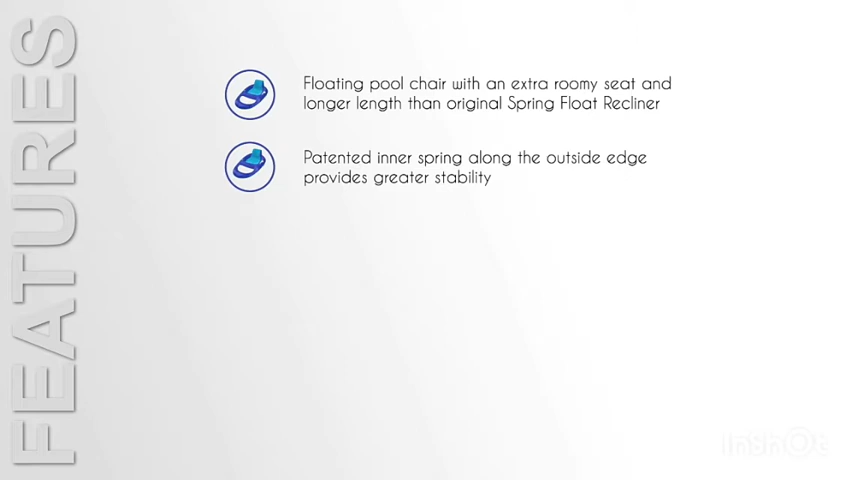 FEATURES
Floating pool chair with an extra roomy seat and
longer length than original Spring Float Recliner
Patented inner spring along the outside edge
provides greater stability
InShOt